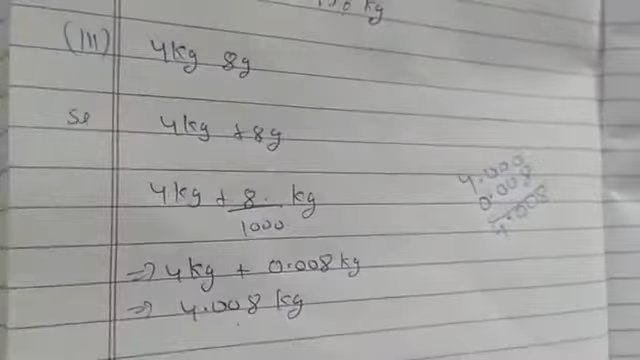 kg
(III) 4kg 8g
So 4kg + 8g
4kg + 8/1000 kg
⇒ 4kg + 0.008 kg
⇒ 4.008 kg
4.000
0.008
4.008